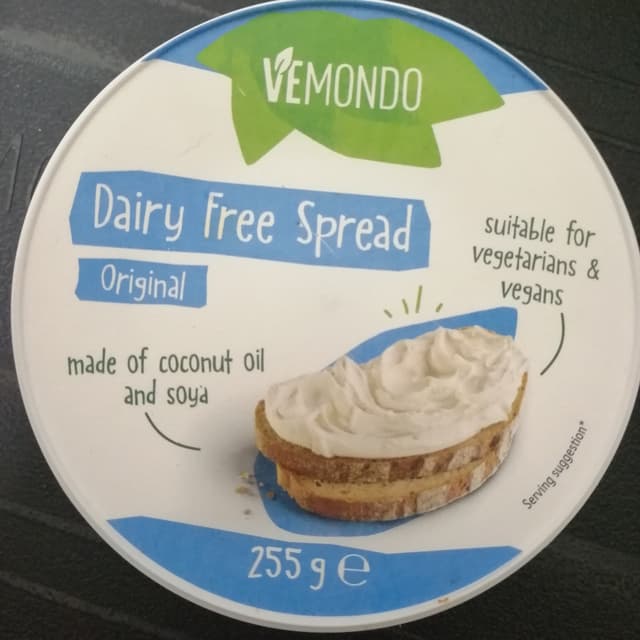 VEMONDO
Dairy Free Spread
Original
suitable for
vegetarians &
vegans
made of coconut oil
and soya
Serving suggestion*
255 g ℮